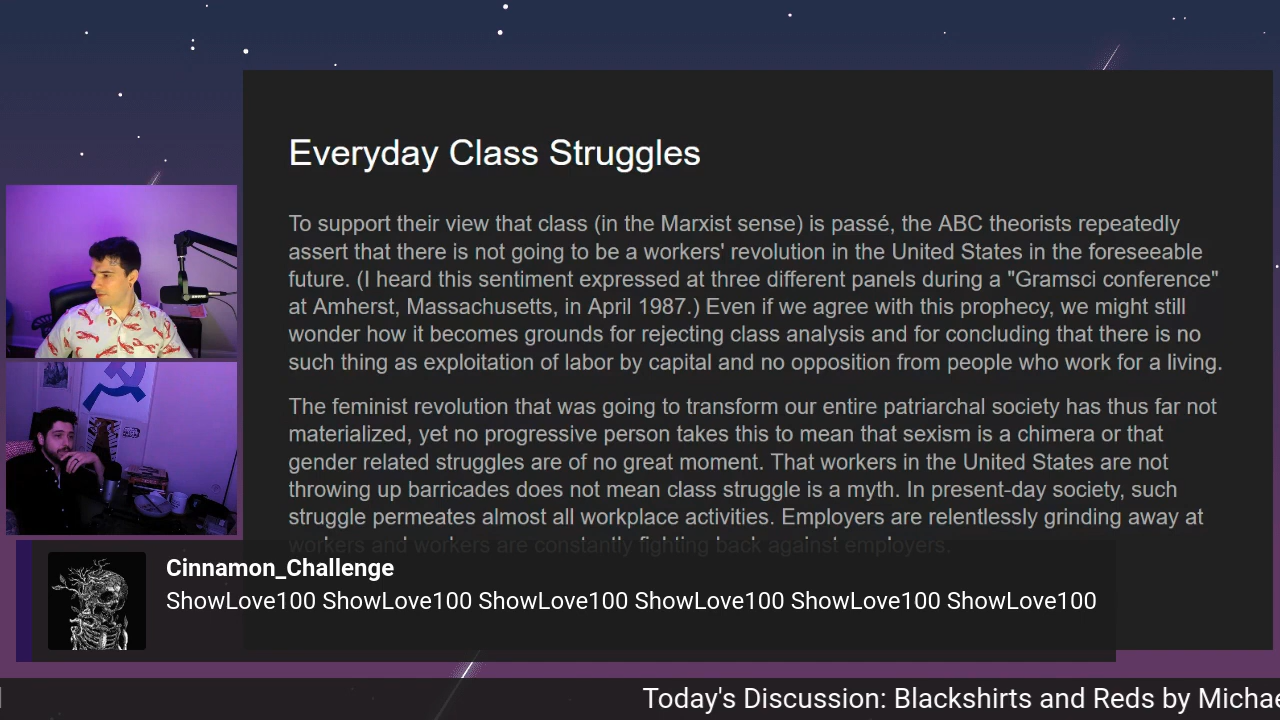 Everyday Class Struggles
To support their view that class (in the Marxist sense) is passé, the ABC theorists repeatedly
assert that there is not going to be a workers' revolution in the United States in the foreseeable
future. (I heard this sentiment expressed at three different panels during a "Gramsci conference"
at Amherst, Massachusetts, in April 1987.) Even if we agree with this prophecy, we might still
wonder how it becomes grounds for rejecting class analysis and for concluding that there is no
such thing as exploitation of labor by capital and no opposition from people who work for a living.
The feminist revolution that was going to transform our entire patriarchal society has thus far not
materialized, yet no progressive person takes this to mean that sexism is a chimera or that
gender related struggles are of no great moment. That workers in the United States are not
throwing up barricades does not mean class struggle is a myth. In present-day society, such
struggle permeates almost all workplace activities. Employers are relentlessly grinding away at
workers and workers are constantly fighting back against employers.
Cinnamon_Challenge
ShowLove100 ShowLove100 ShowLove100 ShowLove100 ShowLove100 ShowLove100
Today's Discussion: Blackshirts and Reds by Michae